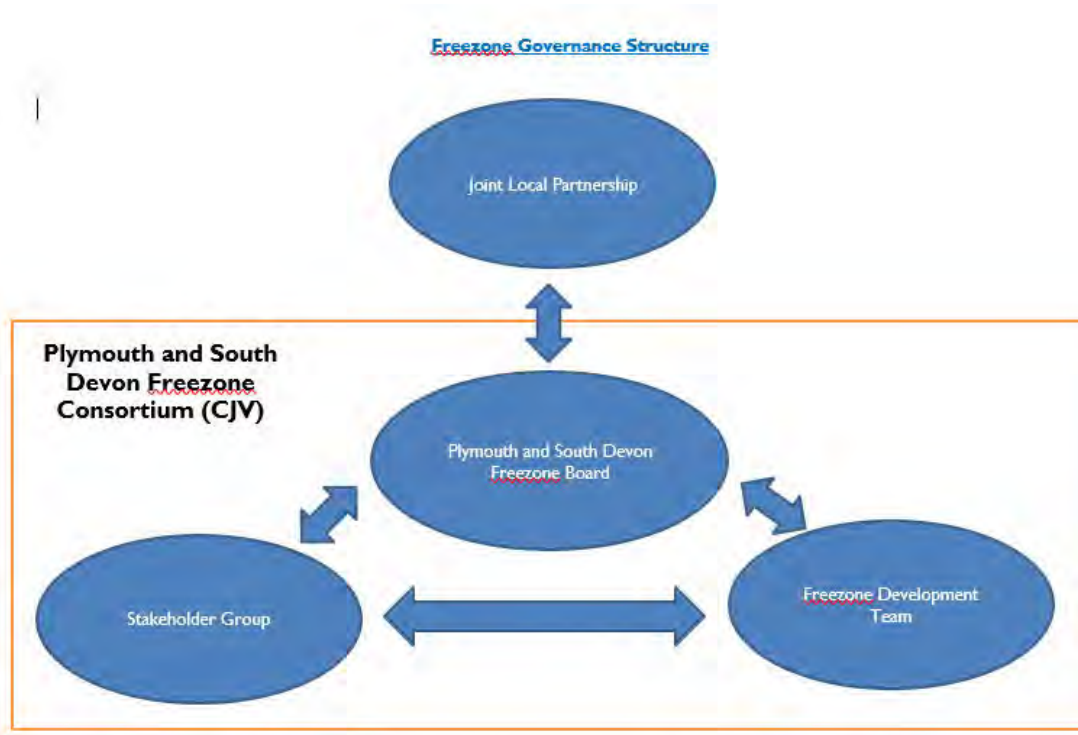 Freezone Governance Structure
Joint Local Partnership
Plymouth and South
Devon Freezone
Consortium (CJV)
Plymouth and South Devon
Freezone Board
Stakeholder Group
Freezone Development
Team